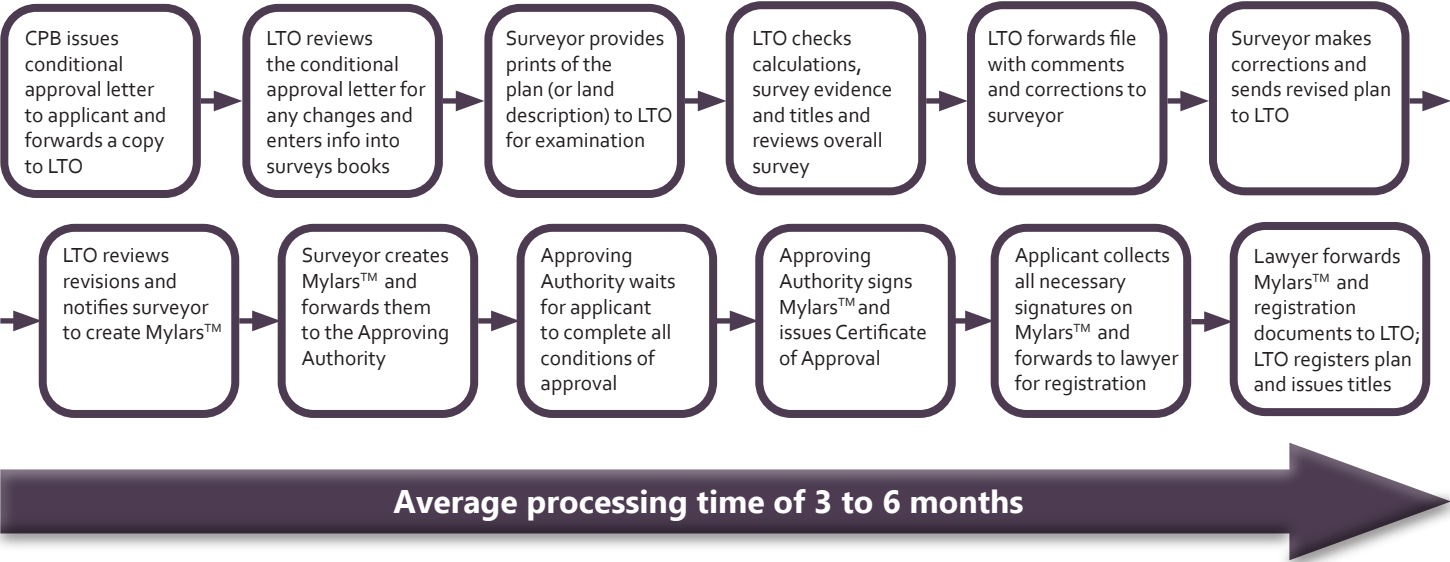 CPB issues
conditional
approval letter
to applicant and
forwards a copy
to LTO
LTO reviews
the conditional
approval letter for
any changes and
enters info into
surveys books
Surveyor provides
prints of the
plan (or land
description) to LTO
for examination
LTO checks
calculations,
survey evidence
and titles and
reviews overall
survey
LTO forwards file
with comments
and corrections to
surveyor
Surveyor makes
corrections and
sends revised plan
to LTO
LTO reviews
revisions and
notifies surveyor
to create Mylars™
Surveyor creates
Mylars™ and
forwards them
to the Approving
Authority
Approving
Authority waits
for applicant
to complete all
conditions of
approval
Approving
Authority signs
Mylars™ and
issues Certificate
of Approval
Applicant collects
all necessary
signatures on
Mylars™ and
forwards to lawyer
for registration
Lawyer forwards
Mylars™ and
registration
documents to LTO;
LTO registers plan
and issues titles
Average processing time of 3 to 6 months